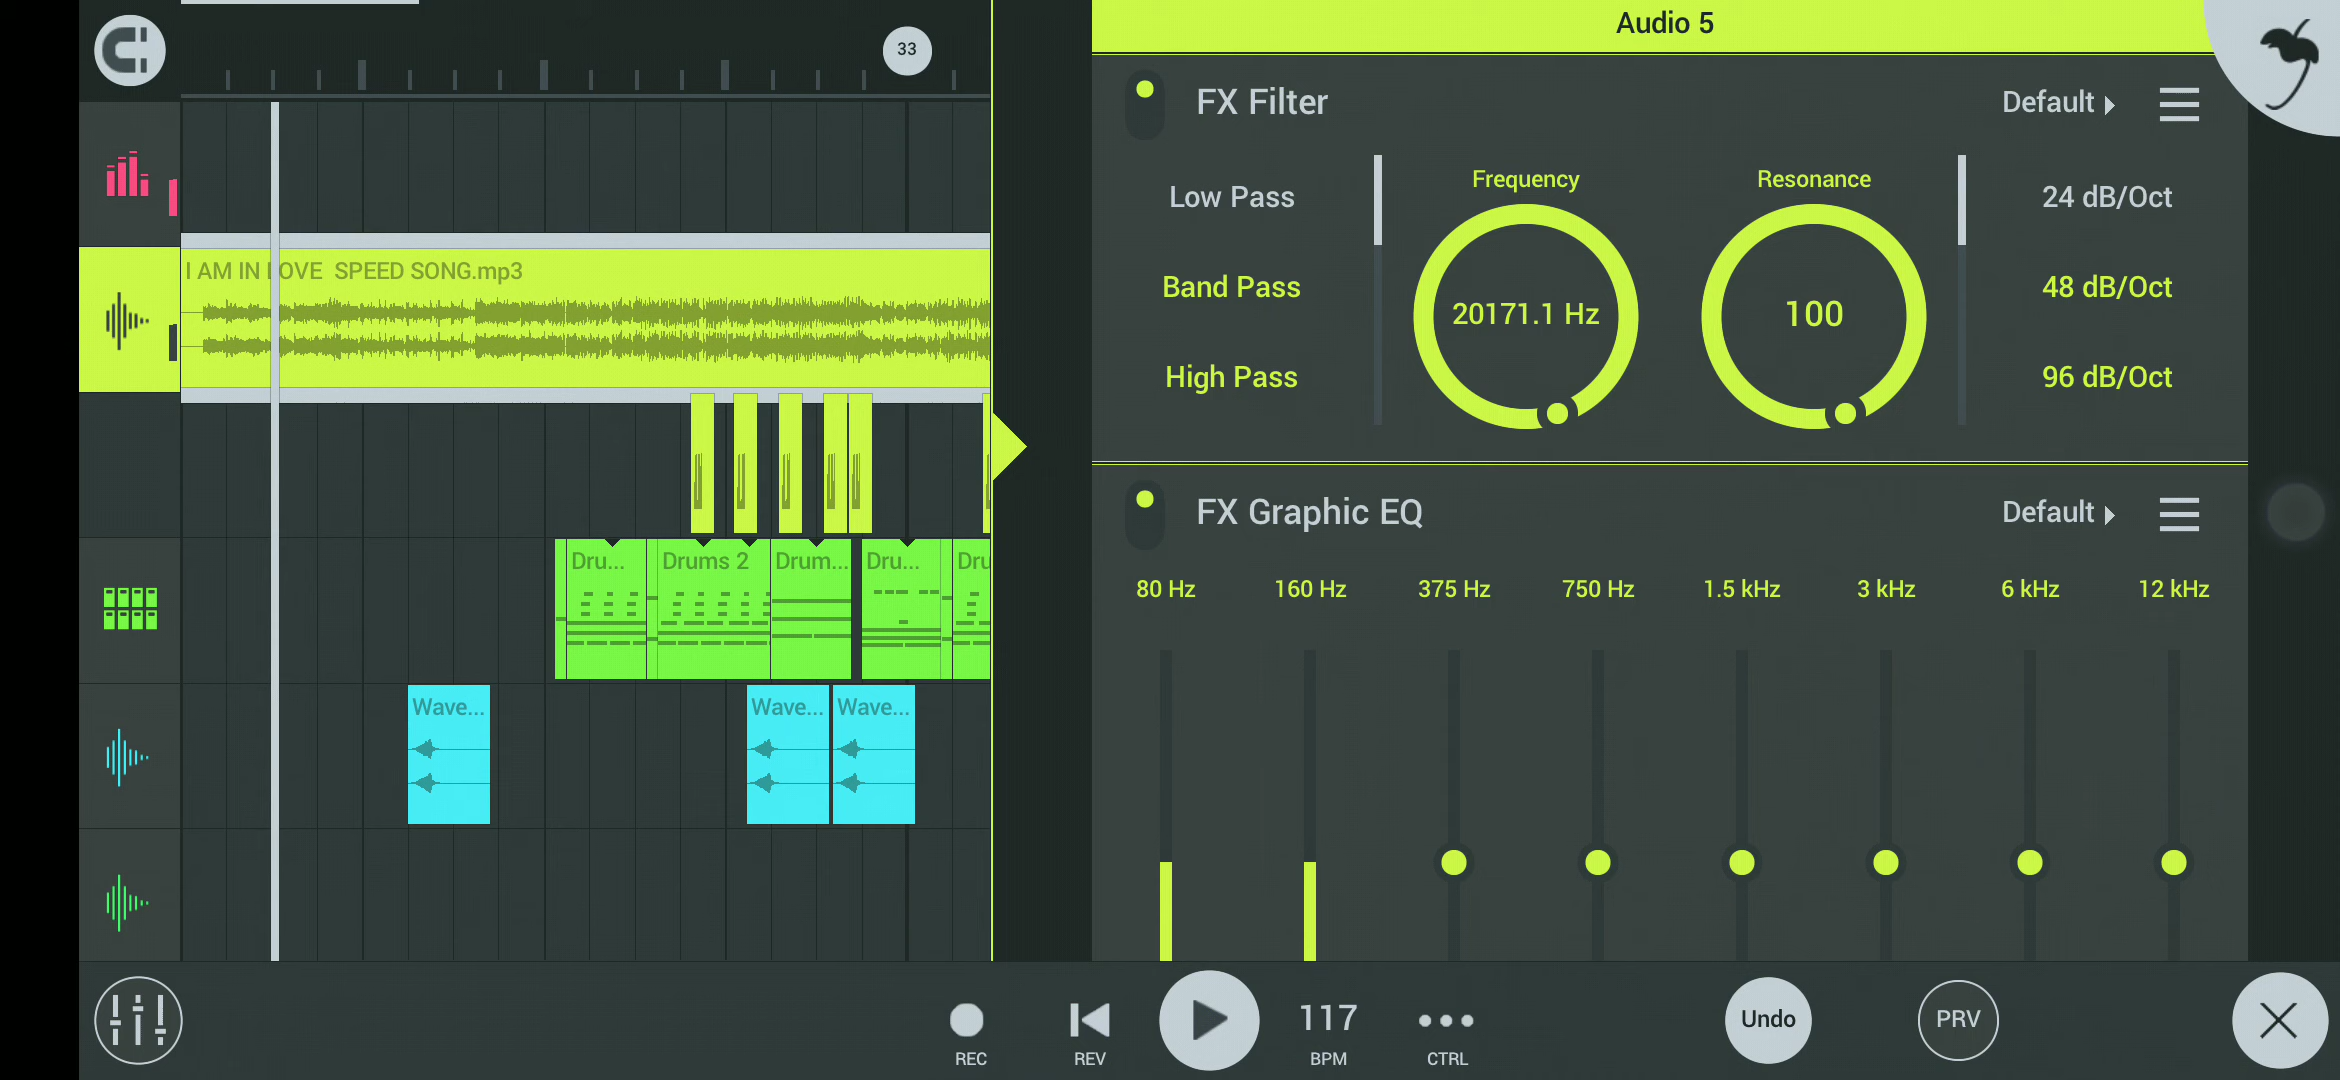 33
Audio 5
FX Filter
Default
Low Pass
Band Pass
High Pass
Frequency
20171.1 Hz
Resonance
100
24 dB/Oct
48 dB/Oct
96 dB/Oct
I AM IN LOVE  SPEED SONG.mp3
FX Graphic EQ
Default
80 Hz
160 Hz
375 Hz
750 Hz
1.5 kHz
3 kHz
6 kHz
12 kHz
Dru...
Drums 2
Drum...
Dru...
Dru
Wave...
Wave...
Wave...
REC
REV
117
BPM
CTRL
Undo
PRV